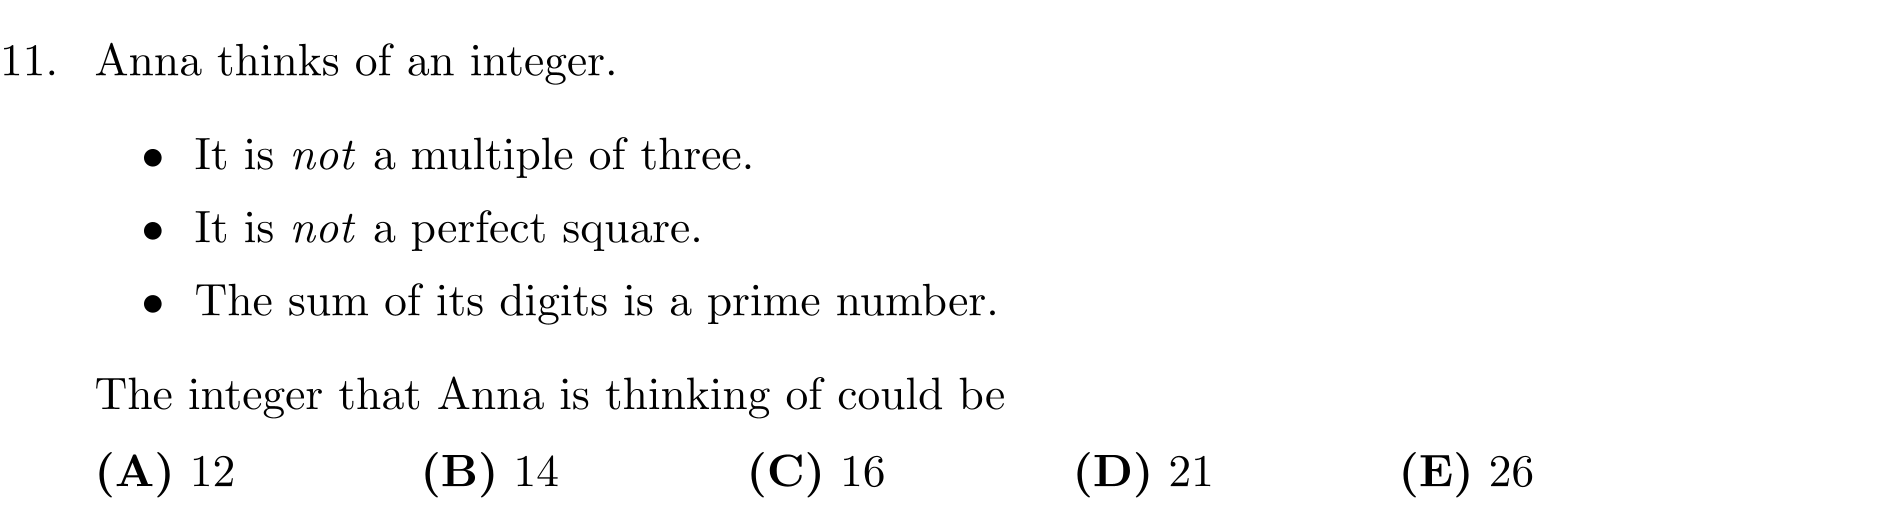 11. Anna thinks of an integer.
• It is not a multiple of three.
• It is not a perfect square.
• The sum of its digits is a prime number.
The integer that Anna is thinking of could be
(A) 12 (B) 14 (C) 16 (D) 21 (E) 26